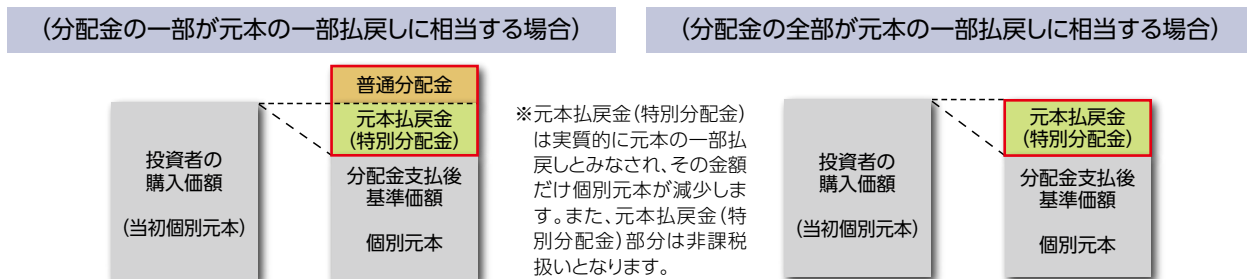 (分配金の一部が元本の一部払戻しに相当する場合)
普通分配金
元本払戻金
(特別分配金)
投資者の
購入価額
(当初個別元本)
分配金支払後
基準価額
個別元本
※元本払戻金(特別分配金)
は実質的に元本の一部払
戻しとみなされ、その金額
だけ個別元本が減少しま
す。また、元本払戻金(特
別分配金)部分は非課税
扱いとなります。
(分配金の全部が元本の一部払戻しに相当する場合)
元本払戻金
(特別分配金)
投資者の
購入価額
(当初個別元本)
分配金支払後
基準価額
個別元本